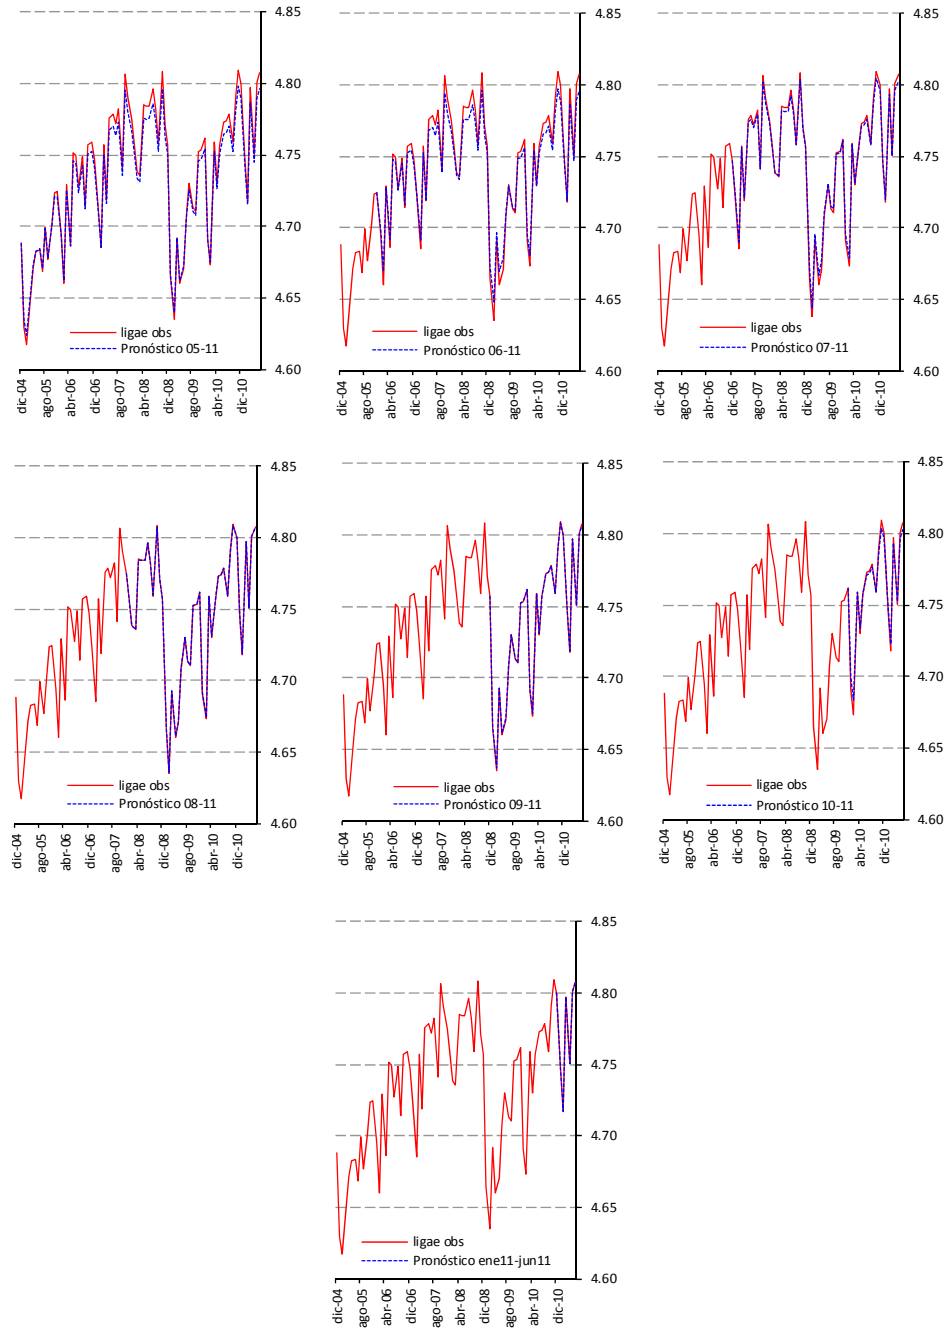 4.85
4.80
4.75
4.70
4.65
4.60
ligae obs
Pronóstico 05-11
dic-04
ago-05
abr-06
dic-06
ago-07
abr-08
dic-08
ago-09
abr-10
dic-10
4.85
4.80
4.75
4.70
4.65
4.60
ligae obs
Pronóstico 06-11
dic-04
ago-05
abr-06
dic-06
ago-07
abr-08
dic-08
ago-09
abr-10
dic-10
4.85
4.80
4.75
4.70
4.65
4.60
ligae obs
Pronóstico 07-11
dic-04
ago-05
abr-06
dic-06
ago-07
abr-08
dic-08
ago-09
abr-10
dic-10
4.85
4.80
4.75
4.70
4.65
4.60
ligae obs
Pronóstico 08-11
dic-04
ago-05
abr-06
dic-06
ago-07
abr-08
dic-08
ago-09
abr-10
dic-10
4.85
4.80
4.75
4.70
4.65
4.60
ligae obs
Pronóstico 09-11
dic-04
ago-05
abr-06
dic-06
ago-07
abr-08
dic-08
ago-09
abr-10
dic-10
4.85
4.80
4.75
4.70
4.65
4.60
ligae obs
Pronóstico 10-11
dic-04
ago-05
abr-06
dic-06
ago-07
abr-08
dic-08
ago-09
abr-10
dic-10
4.85
4.80
4.75
4.70
4.65
4.60
ligae obs
Pronóstico ene11-jun11
dic-04
ago-05
abr-06
dic-06
ago-07
abr-08
dic-08
ago-09
abr-10
dic-10